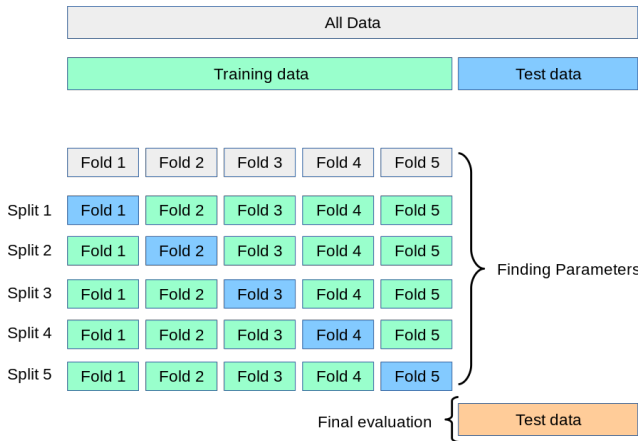 All Data
Training data Test data
Fold 1 Fold 2 Fold 3 Fold 4 Fold 5
Split 1 Fold 1 Fold 2 Fold 3 Fold 4 Fold 5
Split 2 Fold 1 Fold 2 Fold 3 Fold 4 Fold 5
Finding Parameters
Split 3 Fold 1 Fold 2 Fold 3 Fold 4 Fold 5
Split 4 Fold 1 Fold 2 Fold 3 Fold 4 Fold 5
Split 5 Fold 1 Fold 2 Fold 3 Fold 4 Fold 5
Final evaluation Test data